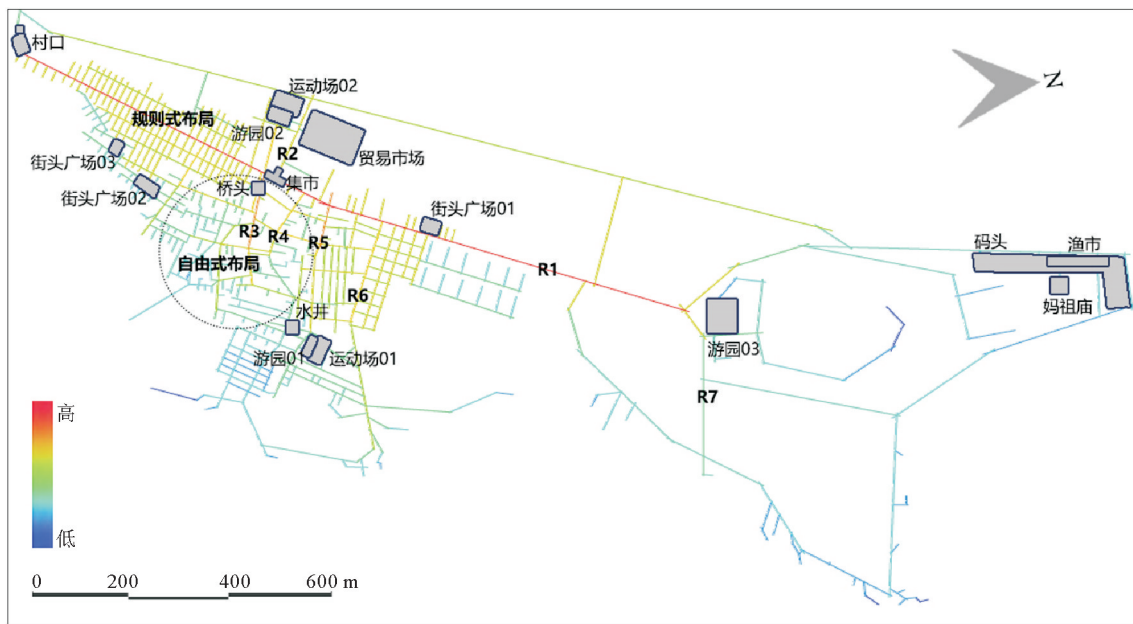 村口
运动场02
N
规则式布局
游园02
R2
贸易市场
街头广场03
集市
桥头
街头广场02
街头广场01
R3
R4
R5
码头
渔市
自由式布局
R1
R6
妈祖庙
水井
游园03
游园01
运动场01
R7
高
低
0 200 400 600 m